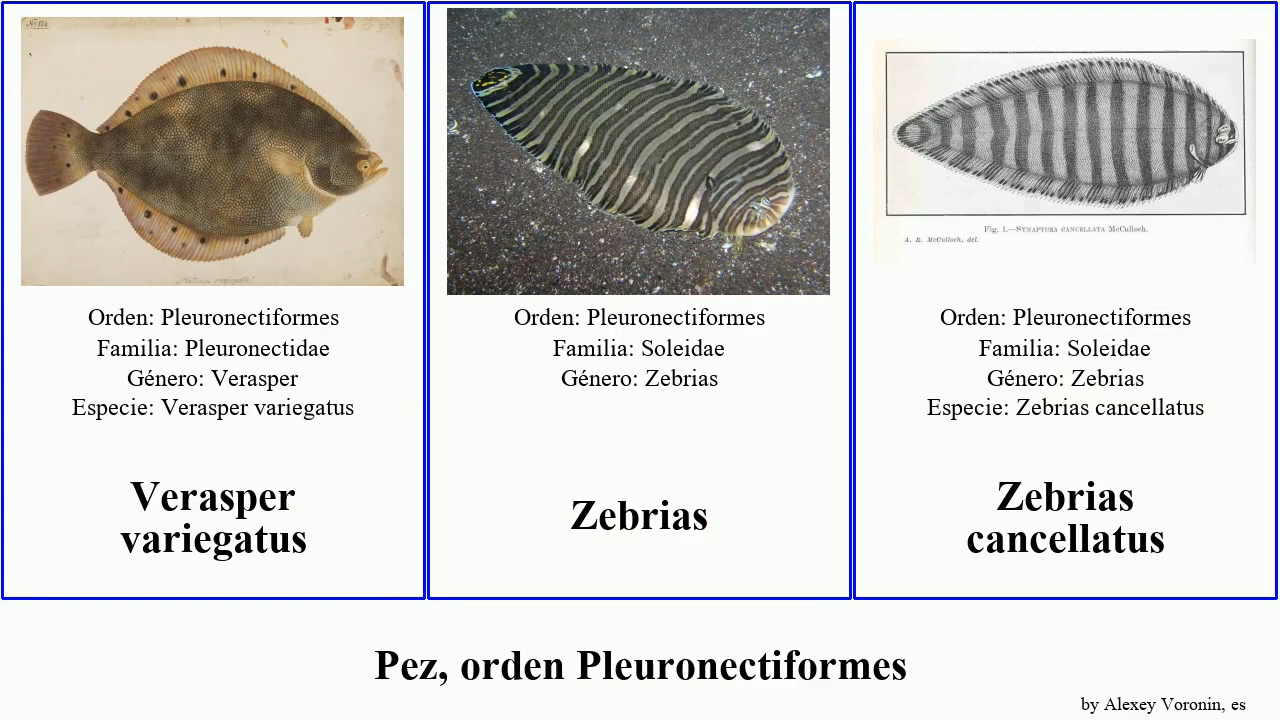 No 124
Orden: Pleuronectiformes
Familia: Pleuronectidae
Género: Verasper
Especie: Verasper variegatus
Verasper
variegatus
Orden: Pleuronectiformes
Familia: Soleidae
Género: Zebrias
Zebrias
Fig. 1.—SYNAPTURA CANCELLATA McCulloch.
A. R. McCulloch, del.
Orden: Pleuronectiformes
Familia: Soleidae
Género: Zebrias
Especie: Zebrias cancellatus
Zebrias
cancellatus
Pez, orden Pleuronectiformes
by Alexey Voronin, es